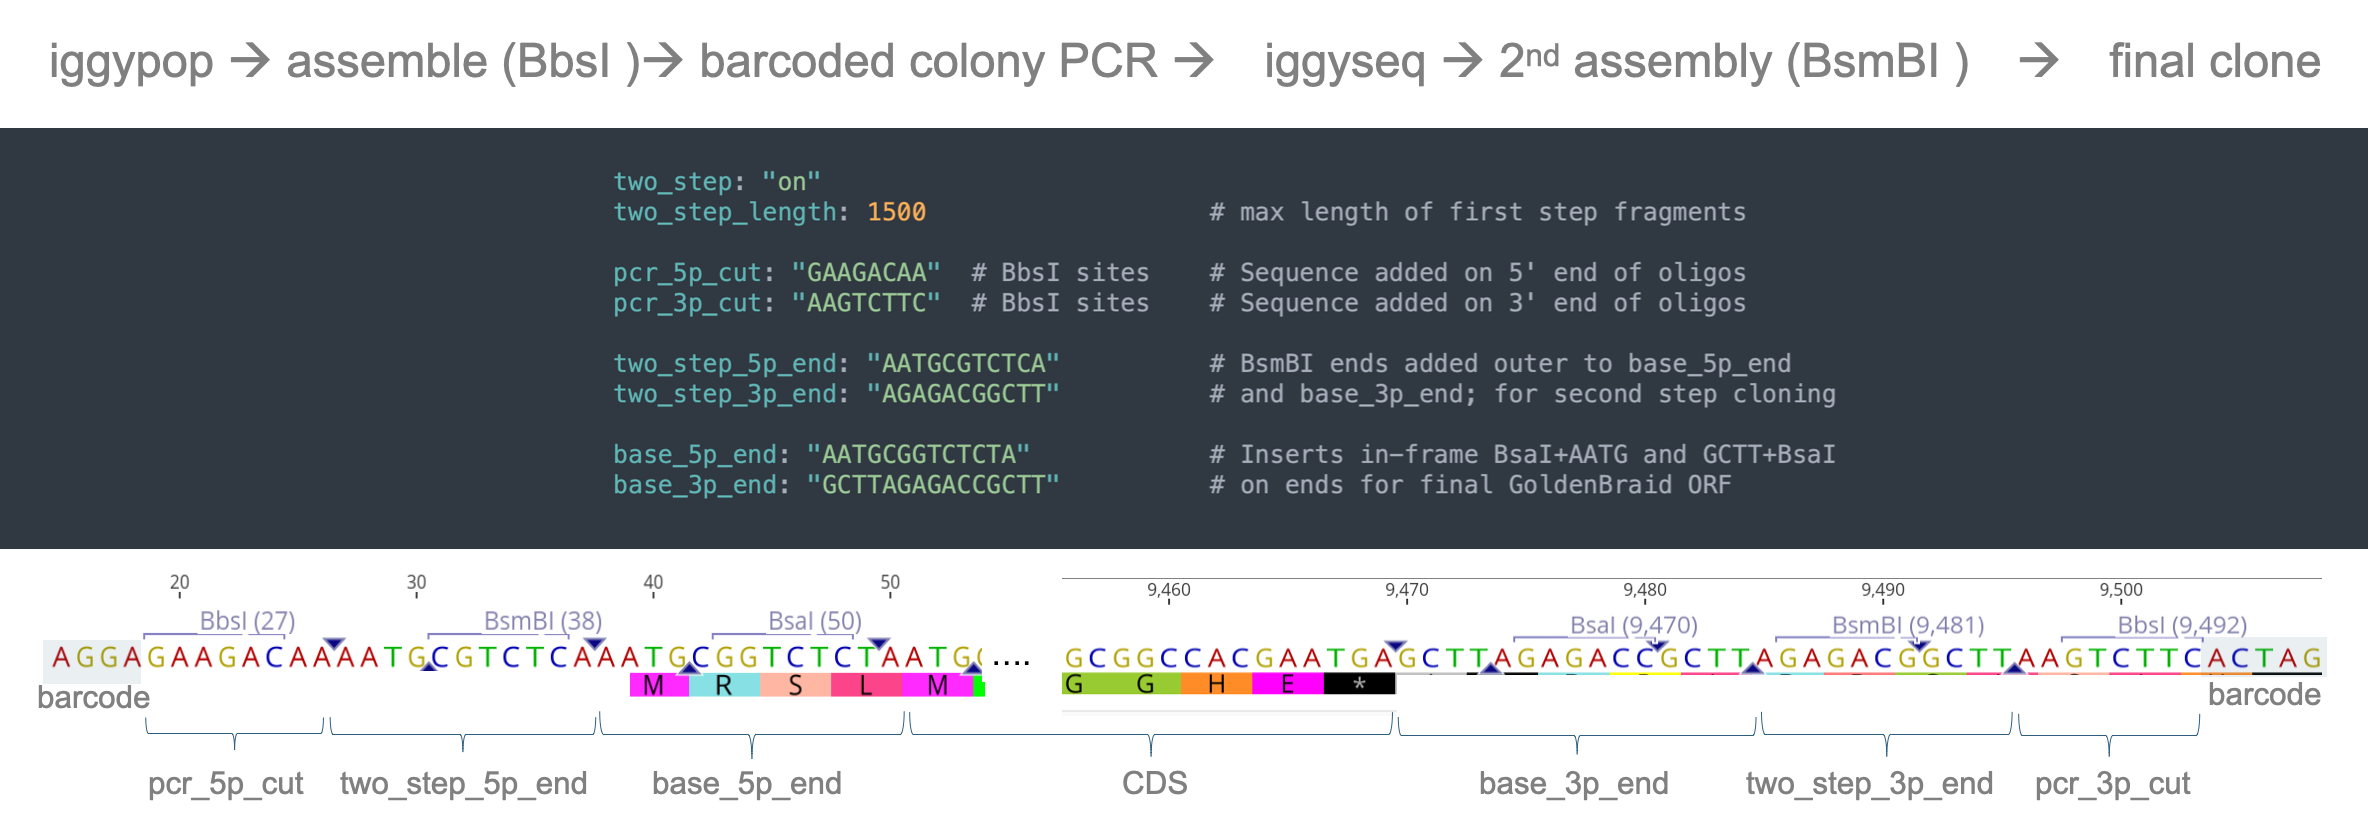 iggypop → assemble (BbsI )→ barcoded colony PCR → iggyseq → 2nd assembly (BsmBI ) → final clone
two_step: "on"
two_step_length: 1500 # max length of first step fragments
pcr_5p_cut: "GAAGACAA" # BbsI sites # Sequence added on 5' end of oligos
pcr_3p_cut: "AAGTCTTC" # BbsI sites # Sequence added on 3' end of oligos
two_step_5p_end: "AATGCGTCTCA" # BsmBI ends added outer to base_5p_end
two_step_3p_end: "AGAGACGGCTT" # and base_3p_end; for second step cloning
base_5p_end: "AATGCGGTCTCTA" # Inserts in-frame BsaI+AATG and GCTT+BsaI
base_3p_end: "GCTTAGAGACCGCTT" # on ends for final GoldenBraid ORF
20 30 40 50 9,460 9,470 9,480 9,490 9,500
BbsI (27) BsmBI (38) BsaI (50) BsaI (9,470) BsmBI (9,481) BbsI (9,492)
AGGAGAAGACAAAATGCGTCTCAAATGCGGTCTCTAATG .... GCGGCCACGAATGAGCTTAGAGACCGCTTAGAGACGGCTTAAGTCTTCACTAG
M R S L M G G H E *
barcode barcode
pcr_5p_cut two_step_5p_end base_5p_end CDS base_3p_end two_step_3p_end pcr_3p_cut